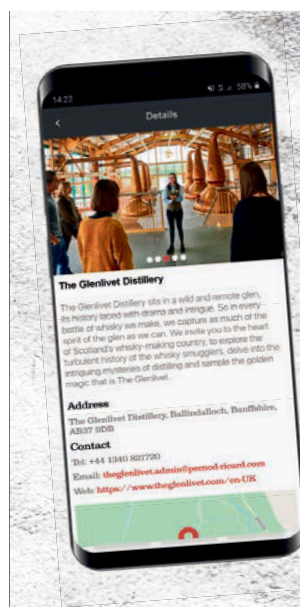 14:22
58%
Details
The Glenlivet Distillery
The Glenlivet Distillery sits in a wild and remote glen,
its history laced with drama and intrigue. So in every
bottle of whisky we make, we capture as much of the
spirit of the glen as we can. We invite you to the heart
of Scotland's whisky-making country, to explore the
turbulent history of the whisky smugglers, delve into the
intriguing mysteries of distilling and sample the golden
magic that is The Glenlivet.
Address
The Glenlivet Distillery, Ballindalloch, Banffshire,
AB37 9DB
Contact
Tel: +44 1340 821720
Email: theglenlivet.admin@pernod-ricard.com
Web: https://www.theglenlivet.com/en-UK